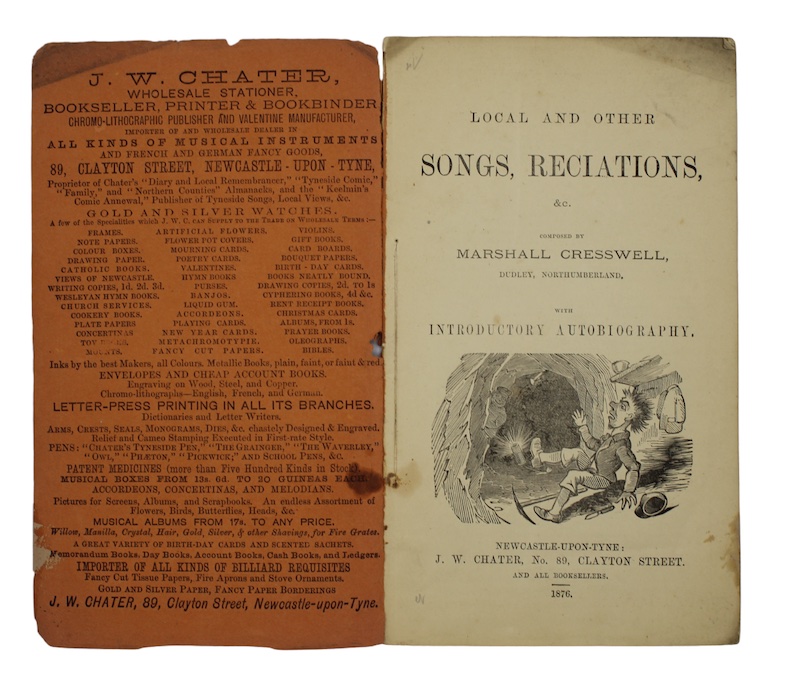 J. W. CHATER,
WHOLESALE STATIONER,
BOOKSELLER, PRINTER & BOOKBINDER
CHROMO-LITHOGRAPHIC PUBLISHER AND VALENTINE MANUFACTURER,
IMPORTER OF AND WHOLESALE DEALER IN
ALL KINDS OF MUSICAL INSTRUMENTS
AND FRENCH AND GERMAN FANCY GOODS,
89, CLAYTON STREET, NEWCASTLE-UPON-TYNE,
Proprietor of Chater's "Diary and Local Remembrancer," "Tyneside Comic,"
"Family," and "Northern Counties" Almanacks, and the "Keelmin's
Comic Annewal," Publisher of Tyneside Songs, Local Views, &c.
GOLD AND SILVER WATCHES.
A few of the Specialities which J. W. C. CAN SUPPLY TO THE TRADE ON WHOLESALE TERMS:—
FRAMES. ARTIFICIAL FLOWERS. VIOLINS.
NOTE PAPERS. FLOWER POT COVERS. GIFT BOOKS.
COLOUR BOXES. MOURNING CARDS. CARD BOARDS.
DRAWING PAPER. POETRY CARDS. BOUQUET PAPERS.
CATHOLIC BOOKS. VALENTINES. BIRTH-DAY CARDS.
VIEWS OF NEWCASTLE. HYMN BOOKS BOOKS NEATLY BOUND.
WRITING COPIES, 1d. 2d. 3d. PURSES. DRAWING COPIES, 2d. TO 1s
WESLEYAN HYMN BOOKS. BANJOS. CYPHERING BOOKS, 4d &c.
CHURCH SERVICES. LIQUID GUM. RENT RECEIPT BOOKS.
COOKERY BOOKS. ACCORDEONS. CHRISTMAS CARDS.
PLATE PAPERS PLAYING CARDS. ALBUMS, FROM 1s.
CONCERTINAS NEW YEAR CARDS. PRAYER BOOKS.
TOY METACHROMOTYPIE. OLEOGRAPHS.
MOUNTS. FANCY CUT PAPERS. BIBLES.
Inks by the best Makers, all Colours. Metallic Books, plain, faint, or faint & red.
ENVELOPES AND CHEAP ACCOUNT BOOKS.
Engraving on Wood, Steel, and Copper.
Chromo-lithographs—English, French, and German.
LETTER-PRESS PRINTING IN ALL ITS BRANCHES.
Dictionaries and Letter Writers.
ARMS, CRESTS, SEALS, MONOGRAMS, DIES, &c. chastely Designed & Engraved.
Relief and Cameo Stamping Executed in First-rate Style.
PENS: "CHATER'S TYNESIDE PEN," "THE GRAINGER," "THE WAVERLEY,"
"OWL," "PHÆTON," "PICKWICK," AND SCHOOL PENS, &c.
PATENT MEDICINES (more than Five Hundred Kinds in Stock).
MUSICAL BOXES FROM 13s. 6d. TO 20 GUINEAS EACH.
ACCORDEONS, CONCERTINAS, AND MELODIANS.
Pictures for Screens, Albums, and Scrapbooks. An endless Assortment of
Flowers, Birds, Butterflies, Heads, &c.
MUSICAL ALBUMS FROM 17s. TO ANY PRICE.
Willow, Manilla, Crystal, Hair, Gold, Silver, & other Shavings, for Fire Grates.
A GREAT VARIETY OF BIRTH-DAY CARDS AND SCENTED SACHETS.
Memorandum Books, Day Books, Account Books, Cash Books, and Ledgers.
IMPORTER OF ALL KINDS OF BILLIARD REQUISITES
Fancy Cut Tissue Papers, Fire Aprons and Stove Ornaments.
GOLD AND SILVER PAPER, FANCY PAPER BORDERINGS
J. W. CHATER, 89, Clayton Street, Newcastle-upon-Tyne.
LOCAL AND OTHER
SONGS, RECIATIONS,
&c.
COMPOSED BY
MARSHALL CRESSWELL,
DUDLEY, NORTHUMBERLAND,
WITH
INTRODUCTORY AUTOBIOGRAPHY.
NEWCASTLE-UPON-TYNE:
J. W. CHATER, No. 89, CLAYTON STREET.
AND ALL BOOKSELLERS.
1876.